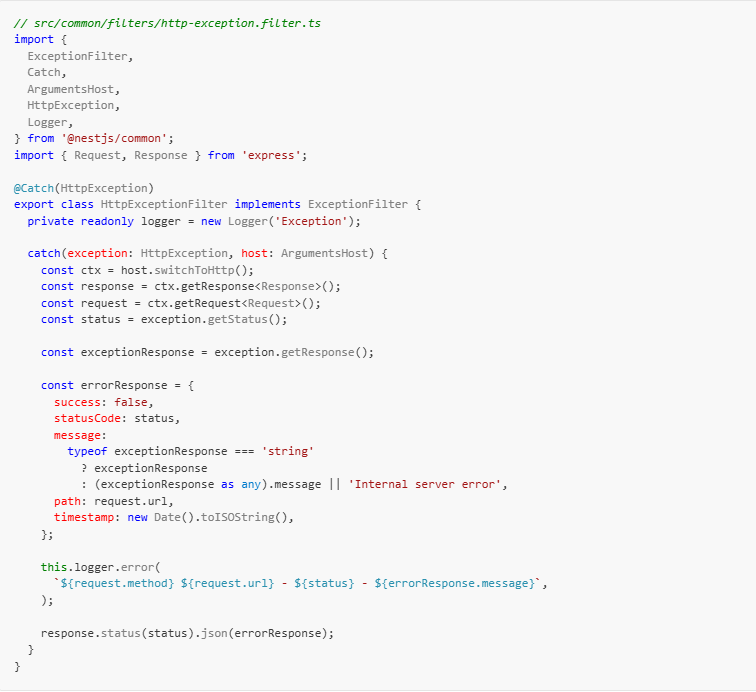 // src/common/filters/http-exception.filter.ts
import {
  ExceptionFilter,
  Catch,
  ArgumentsHost,
  HttpException,
  Logger,
} from '@nestjs/common';
import { Request, Response } from 'express';

@Catch(HttpException)
export class HttpExceptionFilter implements ExceptionFilter {
  private readonly logger = new Logger('Exception');

  catch(exception: HttpException, host: ArgumentsHost) {
    const ctx = host.switchToHttp();
    const response = ctx.getResponse<Response>();
    const request = ctx.getRequest<Request>();
    const status = exception.getStatus();

    const exceptionResponse = exception.getResponse();

    const errorResponse = {
      success: false,
      statusCode: status,
      message:
        typeof exceptionResponse === 'string'
          ? exceptionResponse
          : (exceptionResponse as any).message || 'Internal server error',
      path: request.url,
      timestamp: new Date().toISOString(),
    };

    this.logger.error(
      `${request.method} ${request.url} - ${status} - ${errorResponse.message}`,
    );

    response.status(status).json(errorResponse);
  }
}